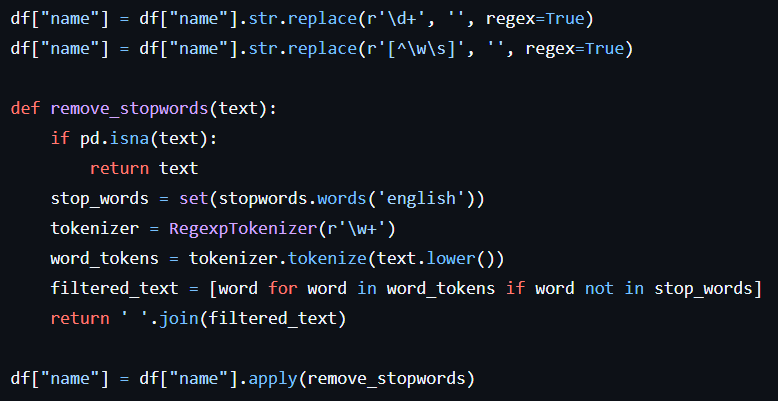 df["name"] = df["name"].str.replace(r'\d+', '', regex=True)
df["name"] = df["name"].str.replace(r'[^\w\s]', '', regex=True)

def remove_stopwords(text):
    if pd.isna(text):
        return text
    stop_words = set(stopwords.words('english'))
    tokenizer = RegexpTokenizer(r'\w+')
    word_tokens = tokenizer.tokenize(text.lower())
    filtered_text = [word for word in word_tokens if word not in stop_words]
    return ' '.join(filtered_text)

df["name"] = df["name"].apply(remove_stopwords)